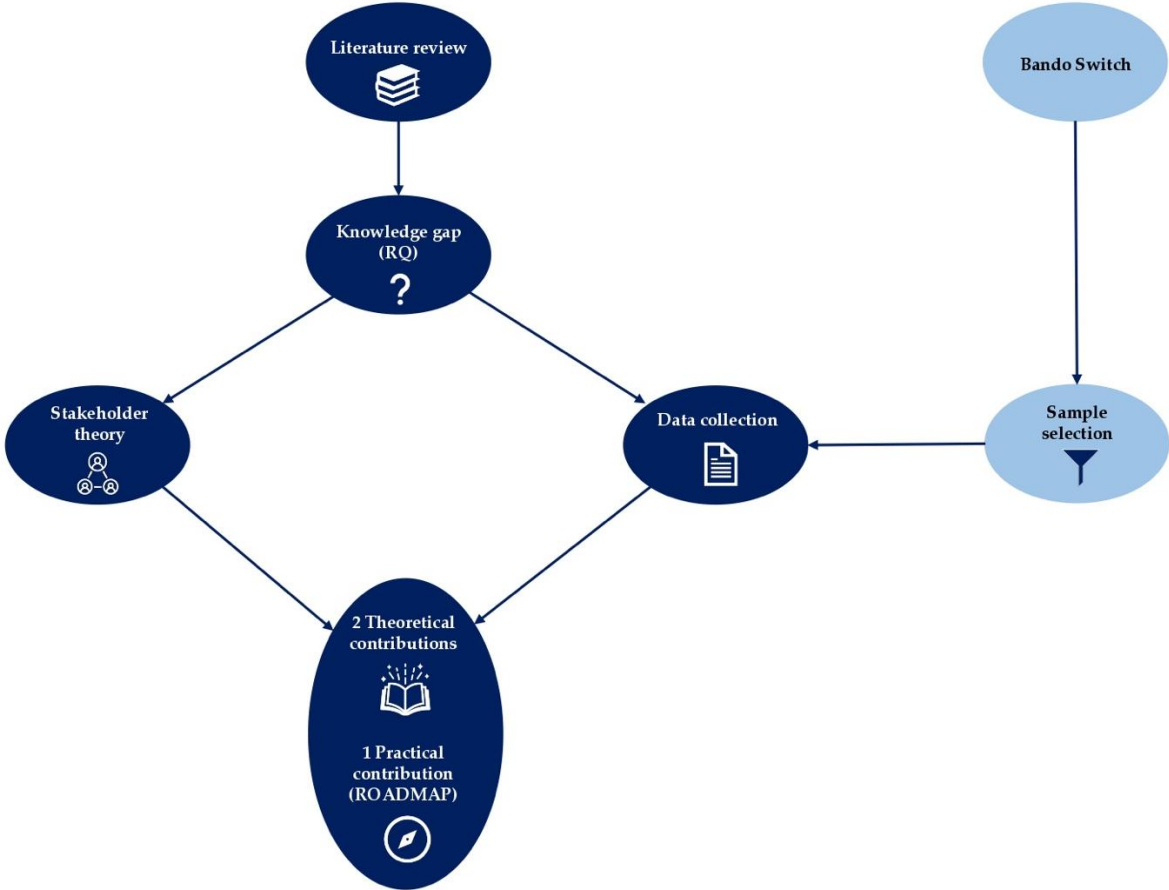 Literature review
Bando Switch
Knowledge gap
(RQ)
?
Stakeholder
theory
Data collection
Sample
selection
2 Theoretical
contributions
1 Practical
contribution
(ROADMAP)